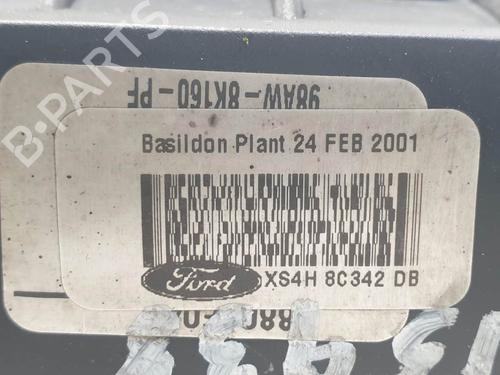 B-PARTS
98AW-8K160-PF
Basildon Plant 24 FEB 2001
Ford
XS4H 8C342 DB